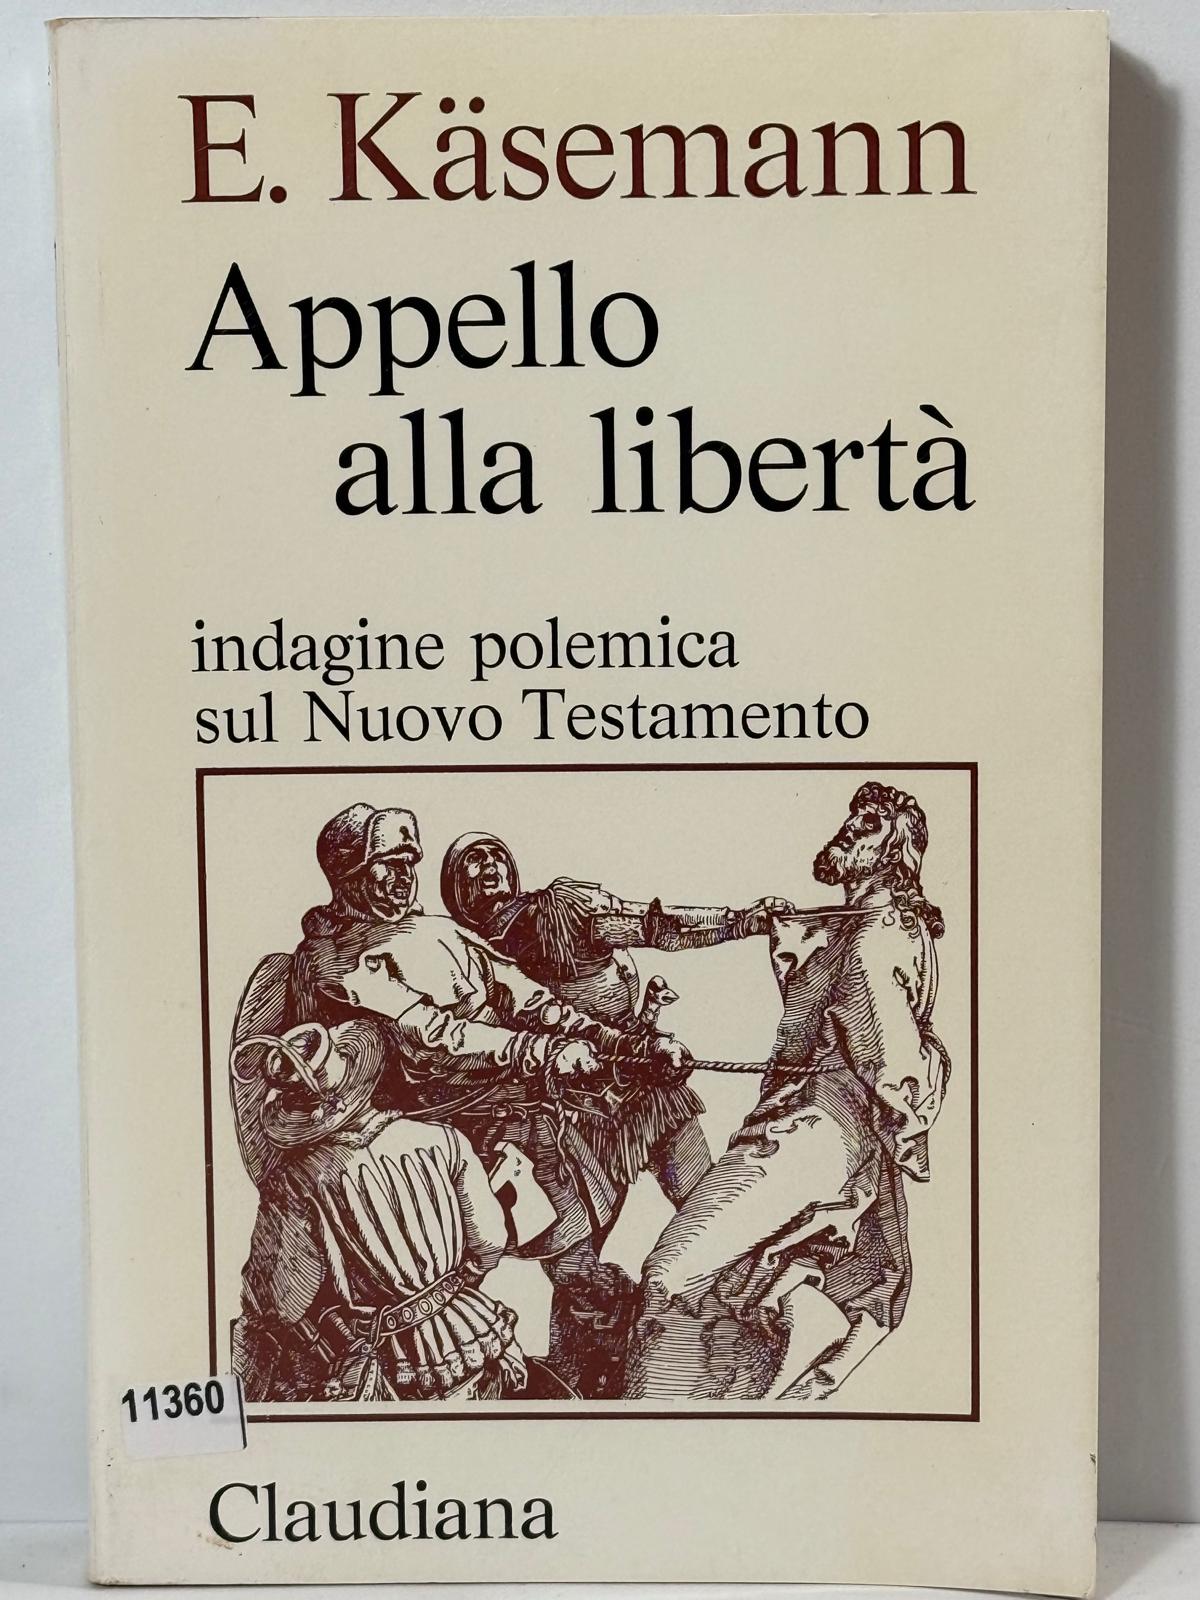 E. Käsemann
Appello
alla libertà
indagine polemica
sul Nuovo Testamento
11360
Claudiana